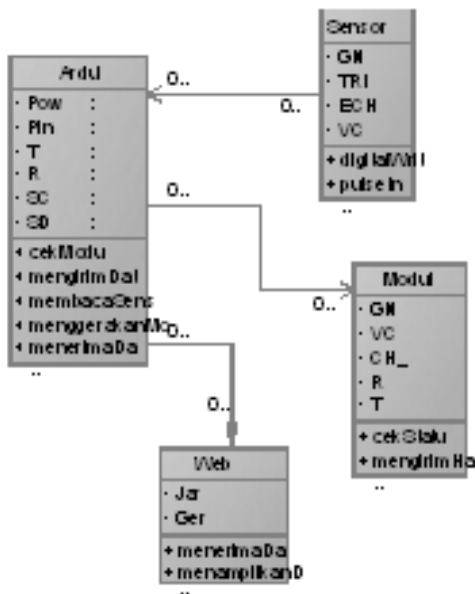 Ardui
- Pow :
- Pin :
- T :
- R :
- SC :
- SD :
+ cekModu
+ mengirimDat
+ membacaSens
+ menggerakanMo
+ menerimaDa
..
0..
0..
Sensor
- GN
- TRI
- ECH
- VC
+ digitalWrit
+ pulseIn
..
0..
0..
Modul
- GN
- VC
- CH_
- R
- T
+ cekStatu
+ mengirimHa
..
0..
0..
Web
- Jar
- Ger
+ menerimaDa
+ menampilkanD
..